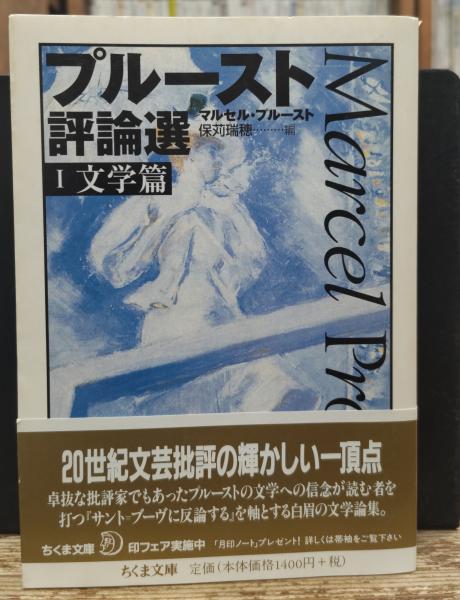 プルースト
評論選
マルセル・プルースト
保苅瑞穂………編
I 文学篇
Marcel Pro
20世紀文芸批評の輝かしい一頂点
卓抜な批評家でもあったプルーストの文学への信念が読む者を
打つ『サント=ブーヴに反論する』を軸とする白眉の文学論集。
ちくま文庫 印フェア実施中 「月印ノート」プレゼント! 詳しくは帯袖をご覧下さい
ちくま文庫 定価(本体価格1400円+税)